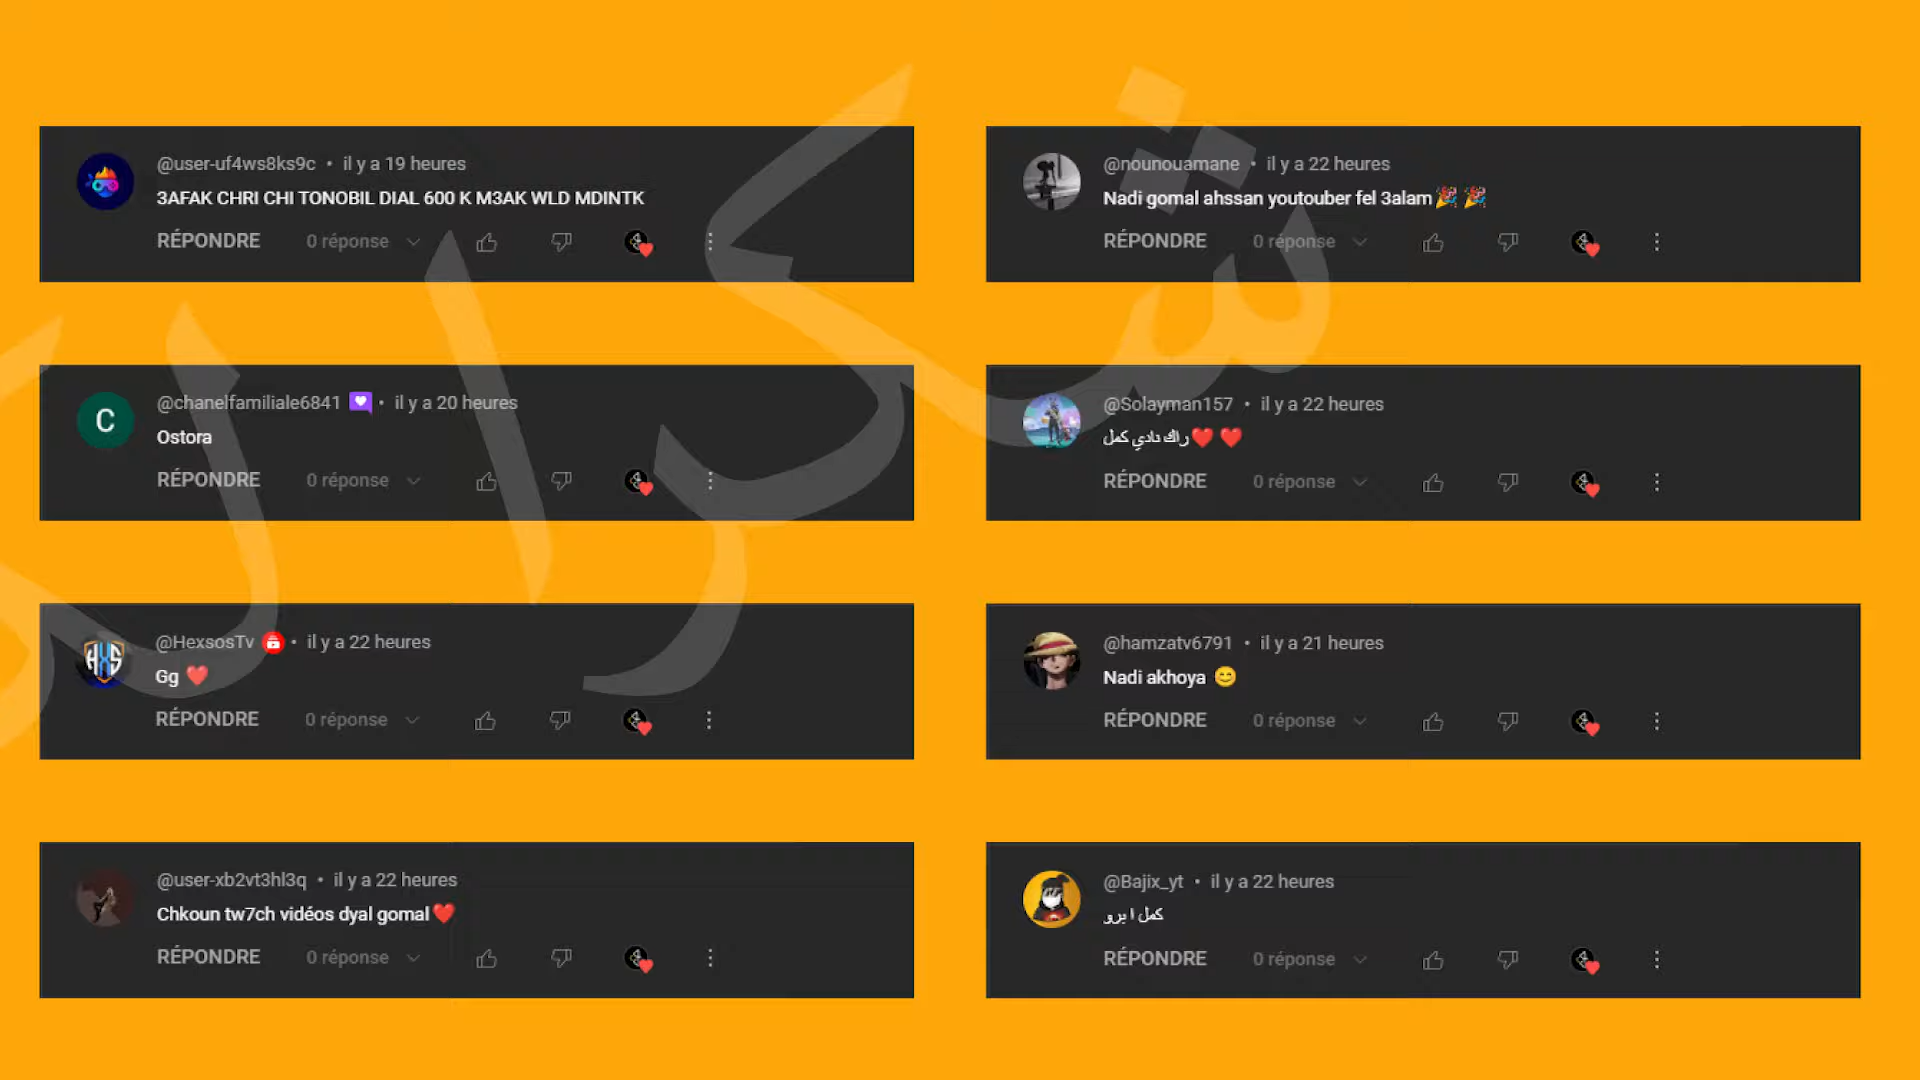 @user-uf4ws8ks9c • il y a 19 heures
3AFAK CHRI CHI TONOBIL DIAL 600 K M3AK WLD MDINTK
RÉPONDRE 0 réponse
@chanelfamiliale6841 • il y a 20 heures
Ostora
RÉPONDRE 0 réponse
@HexsosTv • il y a 22 heures
Gg ❤️
RÉPONDRE 0 réponse
@user-xb2vt3hl3q • il y a 22 heures
Chkoun tw7ch vidéos dyal gomal❤️
RÉPONDRE 0 réponse
@nounouamane • il y a 22 heures
Nadi gomal ahssan youtouber fel 3alam🎉 🎉
RÉPONDRE 0 réponse
@Solayman157 • il y a 22 heures
راك نادي كمل❤️ ❤️
RÉPONDRE 0 réponse
@hamzatv6791 • il y a 21 heures
Nadi akhoya 😊
RÉPONDRE 0 réponse
@Bajix_yt • il y a 22 heures
كمل ا برو
RÉPONDRE 0 réponse
شكرا